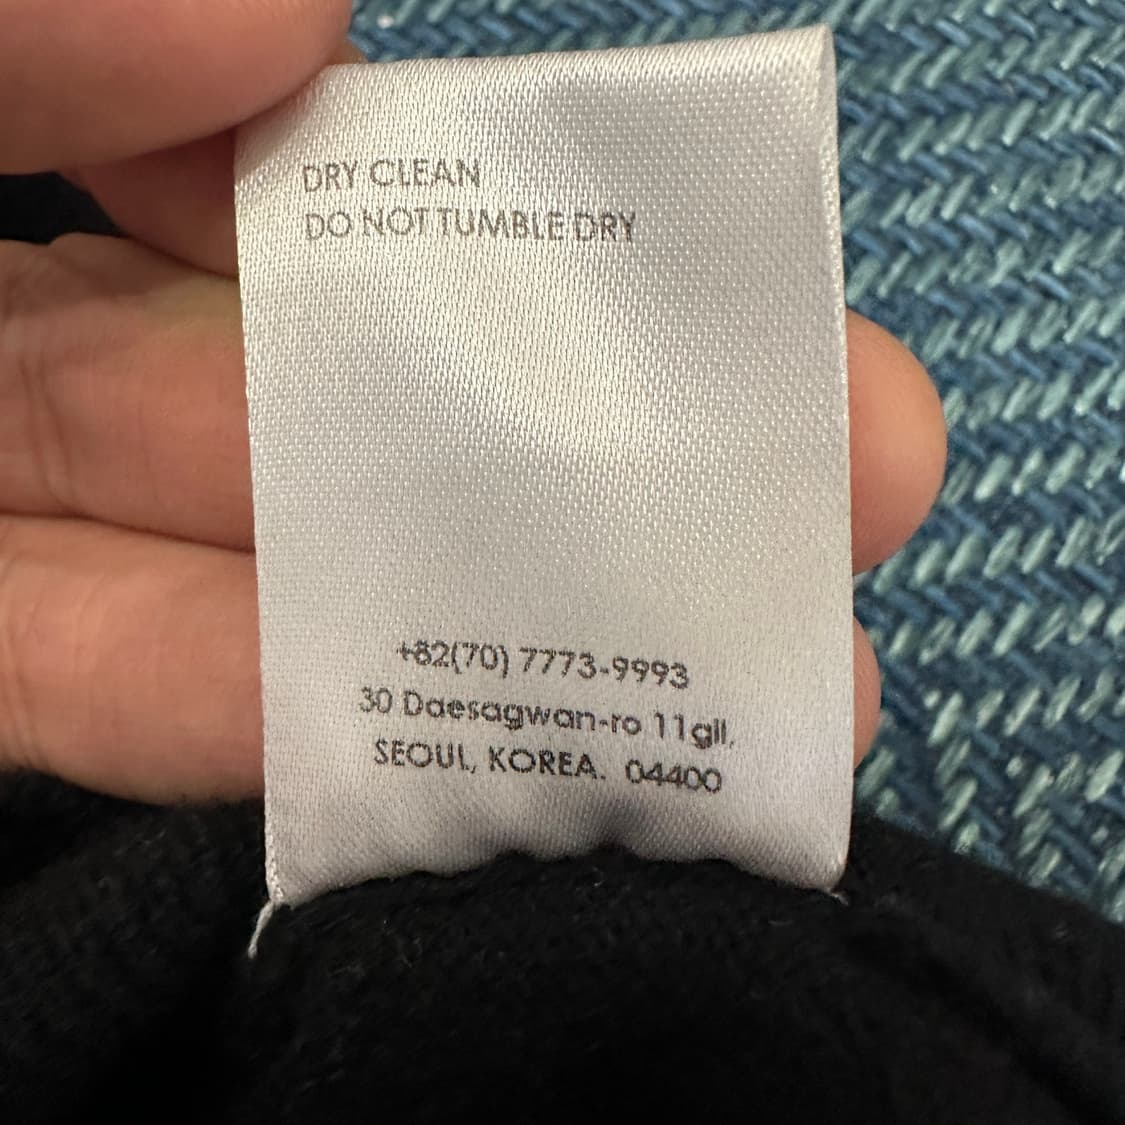 DRY CLEAN
DO NOT TUMBLE DRY
+82(70) 7773-9993
30 Daesagwan-ro 11gil,
SEOUL, KOREA. 04400